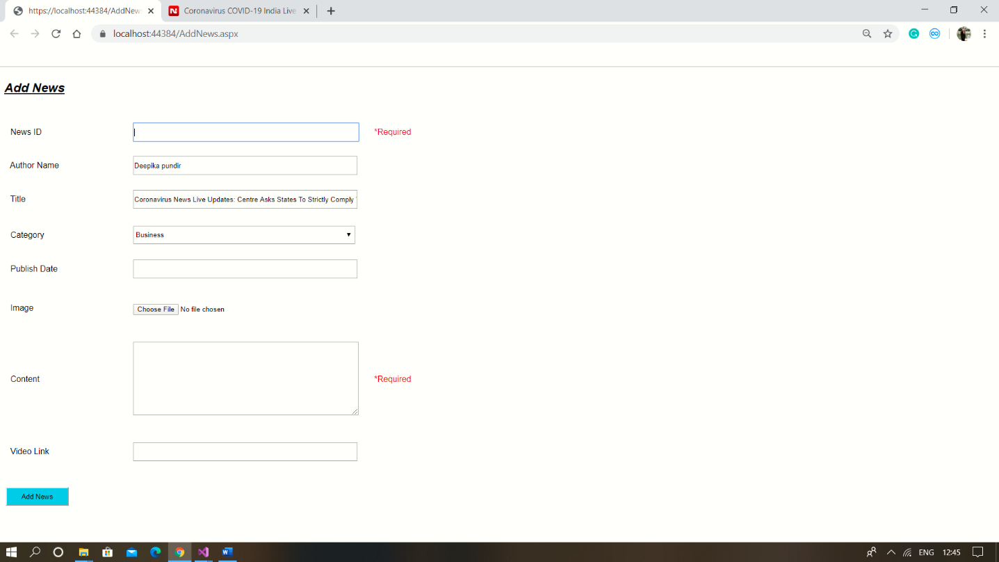 https://localhost:44384/AddNews
Coronavirus COVID-19 India Live
localhost:44384/AddNews.aspx
Add News
News ID
*Required
Author Name
Deepika pundir
Title
Coronavirus News Live Updates: Centre Asks States To Strictly Comply
Category
Business
Publish Date
Image
Choose File No file chosen
Content
*Required
Video Link
Add News
ENG
12:45